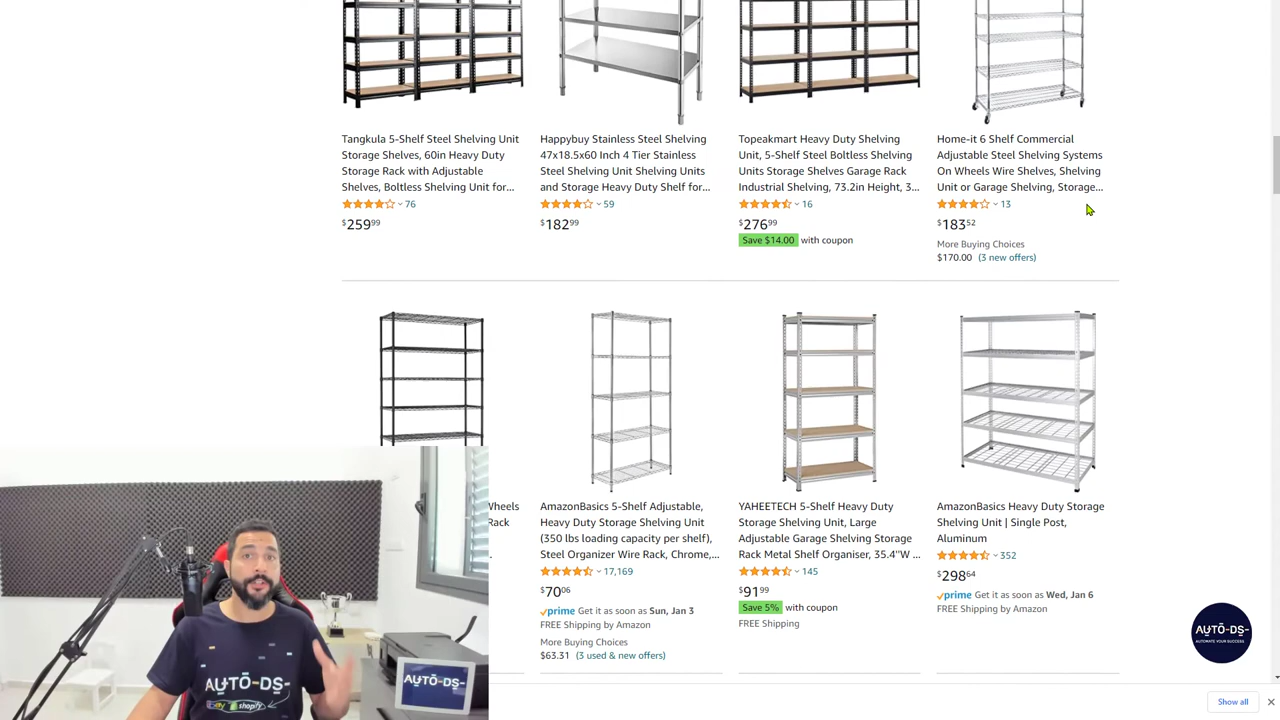 Tangkula 5-Shelf Steel Shelving Unit
Storage Shelves, 60in Heavy Duty
Storage Rack with Adjustable
Shelves, Boltless Shelving Unit for...
76
$259⁹⁹
Happybuy Stainless Steel Shelving
47x18.5x60 Inch 4 Tier Stainless
Steel Shelving Unit Shelving Units
and Storage Heavy Duty Shelf for...
59
$182⁹⁹
Topeakmart Heavy Duty Shelving
Unit, 5-Shelf Steel Boltless Shelving
Units Storage Shelves Garage Rack
Industrial Shelving, 73.2in Height, 3...
16
$276⁹⁹
Save $14.00 with coupon
Home-it 6 Shelf Commercial
Adjustable Steel Shelving Systems
On Wheels Wire Shelves, Shelving
Unit or Garage Shelving, Storage...
13
$183⁵²
More Buying Choices
$170.00 (3 new offers)
Wheels
Rack
AmazonBasics 5-Shelf Adjustable,
Heavy Duty Storage Shelving Unit
(350 lbs loading capacity per shelf),
Steel Organizer Wire Rack, Chrome,...
17,169
$70⁰⁶
prime Get it as soon as Sun, Jan 3
FREE Shipping by Amazon
More Buying Choices
$63.31 (3 used & new offers)
YAHEETECH 5-Shelf Heavy Duty
Storage Shelving Unit, Large
Adjustable Garage Shelving Storage
Rack Metal Shelf Organiser, 35.4''W ...
145
$91⁹⁹
Save 5% with coupon
FREE Shipping
AmazonBasics Heavy Duty Storage
Shelving Unit | Single Post,
Aluminum
352
$298⁶⁴
prime Get it as soon as Wed, Jan 6
FREE Shipping by Amazon
AUTO-DS-
AUTOMATE YOUR SUCCESS
AUTO-DS-
shopify
AUTO-DS-
Show all